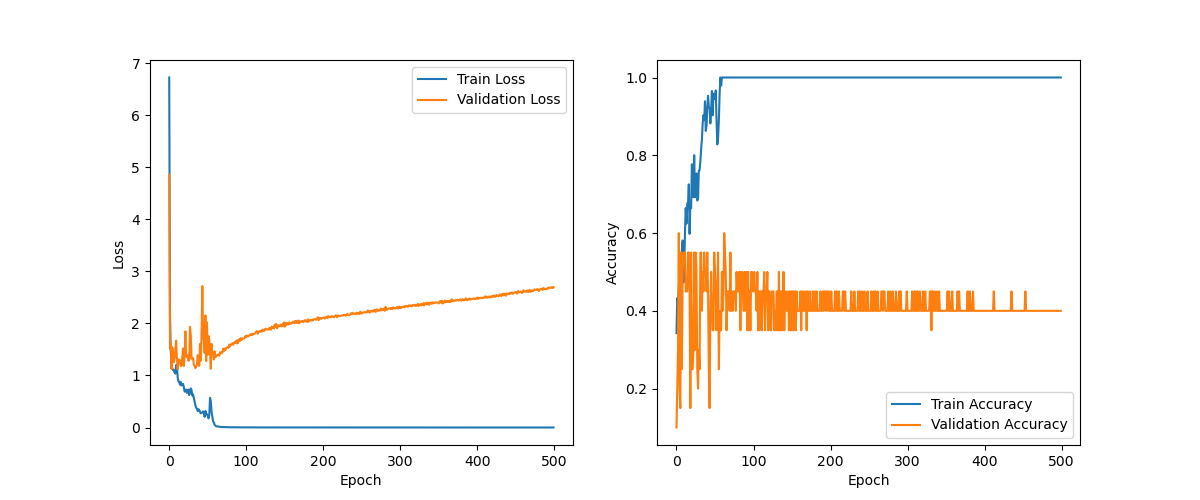 7
6
5
4
3
2
1
0
Loss
Train Loss
Validation Loss
0 100 200 300 400 500
Epoch
1.0
0.8
0.6
0.4
0.2
Accuracy
Train Accuracy
Validation Accuracy
0 100 200 300 400 500
Epoch